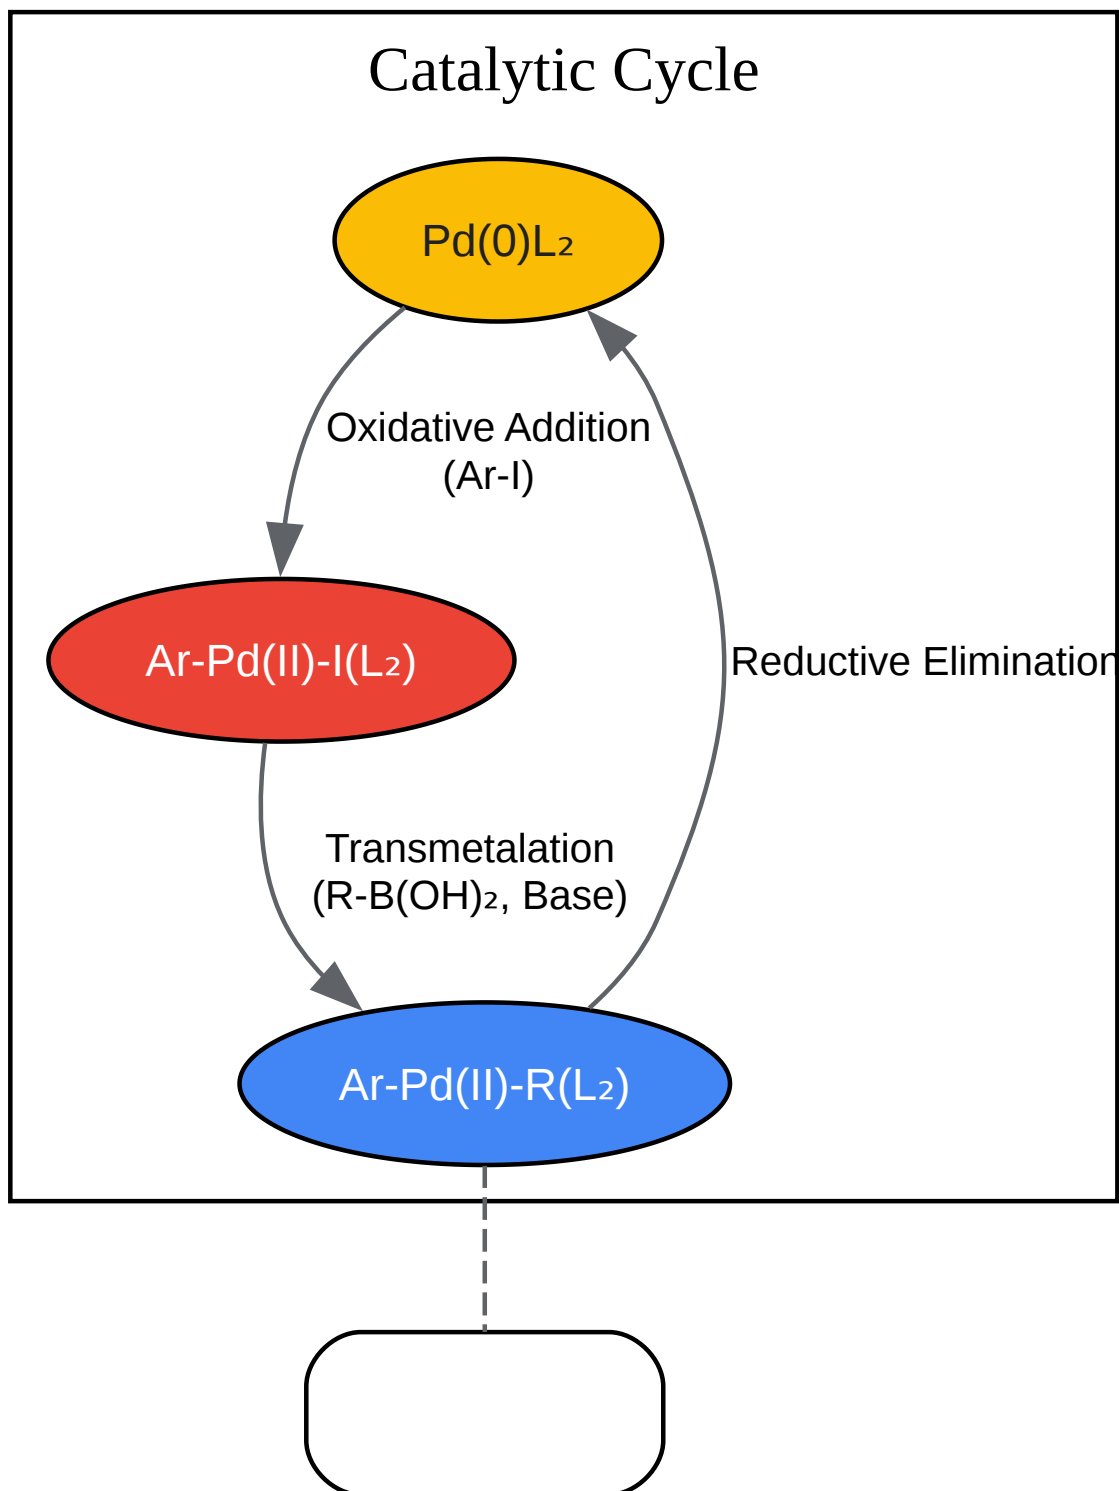 Catalytic Cycle
Pd(0)L₂
Oxidative Addition
(Ar-I)
Ar-Pd(II)-I(L₂)
Reductive Elimination
Transmetalation
(R-B(OH)₂, Base)
Ar-Pd(II)-R(L₂)